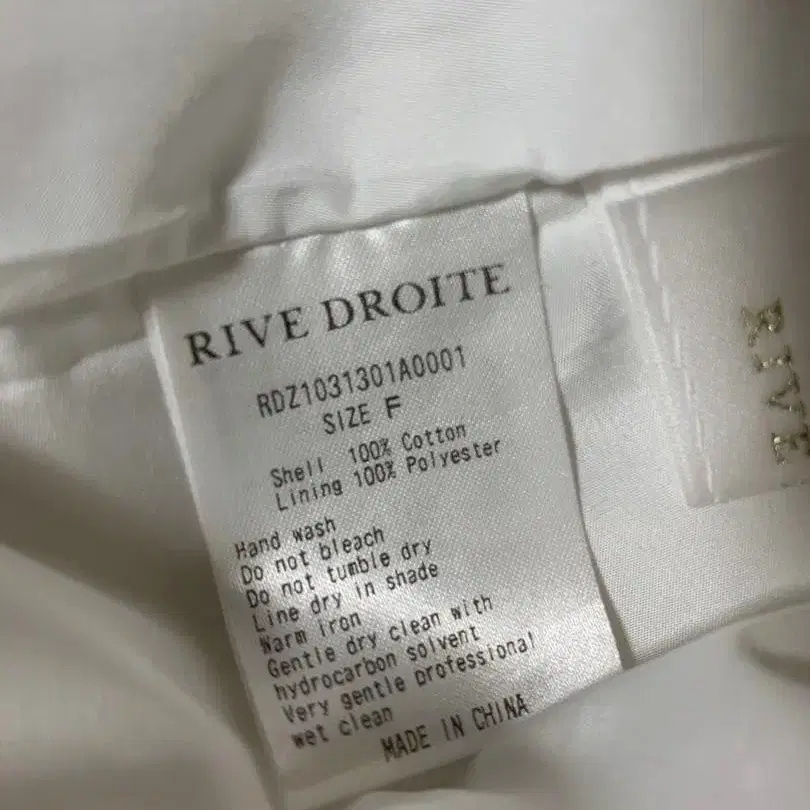 RIVE DROITE
RDZ1031301A0001
SIZE F
Shell 100% Cotton
Lining 100% Polyester
Hand wash
Do not bleach
Do not tumble dry
Line dry in shade
Warm iron
Gentle dry clean with
hydrocarbon solvent
Very gentle professional
wet clean
MADE IN CHINA
RIVE